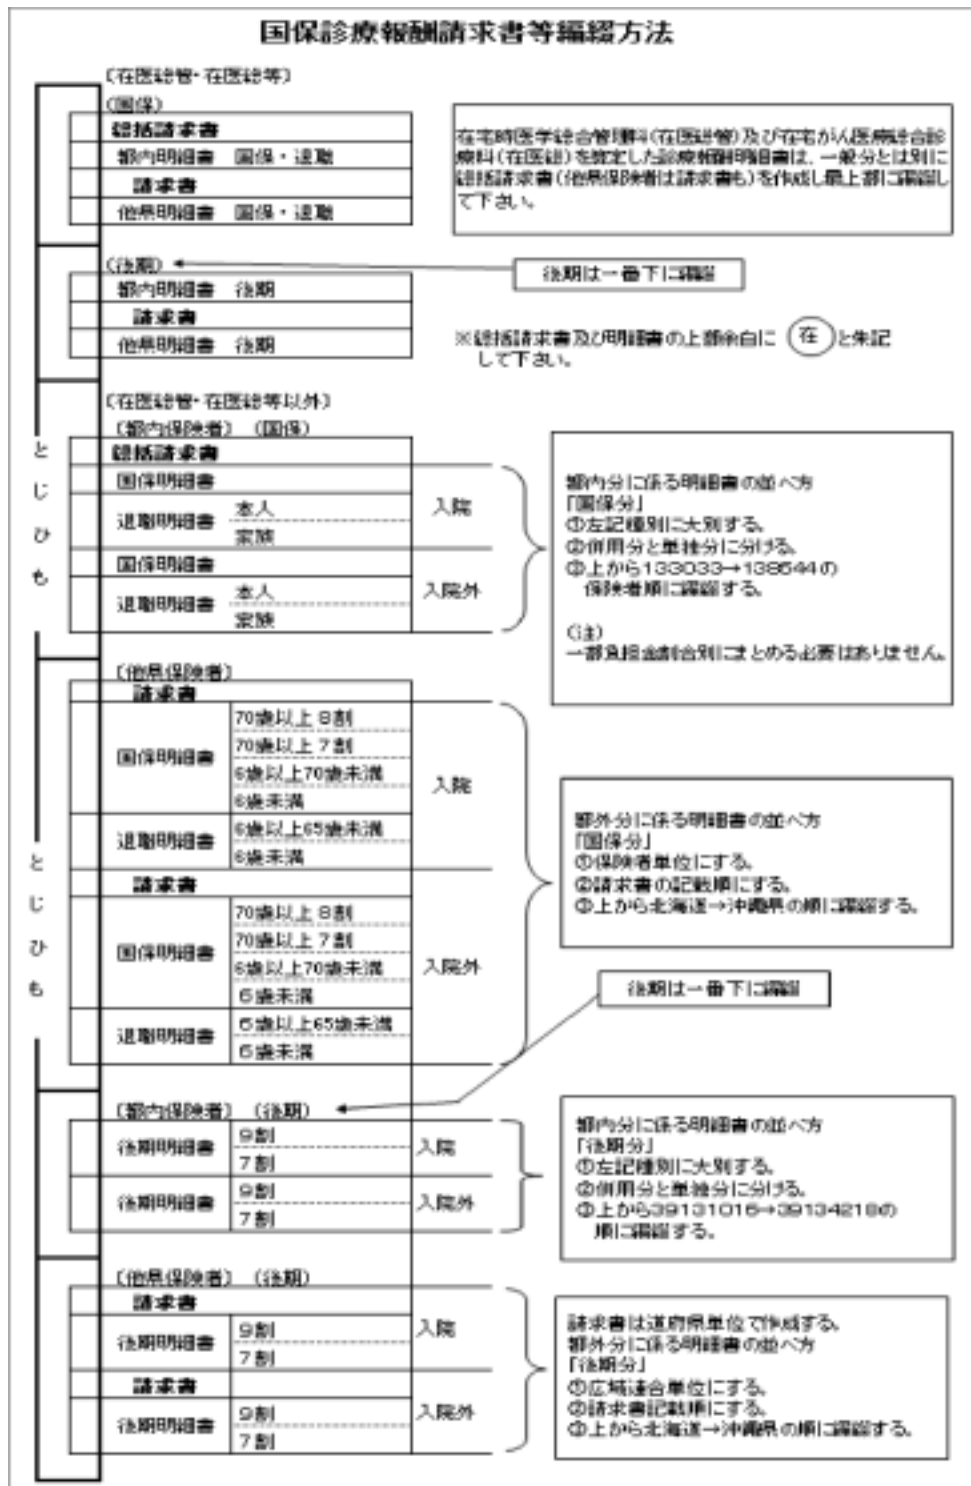 国保診療報酬請求書等編綴方法
〔在医総管・在医総等〕
（国保）
総括請求書
都内明細書　国保・退職
請求書
他県明細書　国保・退職
在宅時医学総合管理料（在医総管）及び在宅がん医療総合診
療料（在医総）を算定した診療報酬明細書は、一般分とは別に
総括請求書（他県保険者は請求書も）を作成し最上部に編綴し
て下さい。
（後期）
後期は一番下に編綴
都内明細書　後期
請求書
他県明細書　後期
※総括請求書及び明細書の上部余白に　在　と朱記
して下さい。
〔在医総管・在医総等以外〕
〔都内保険者〕　（国保）
総括請求書
国保明細書
退職明細書
本人
家族
入院
国保明細書
退職明細書
本人
家族
入院外
とじひも
都内分に係る明細書の並べ方
「国保分」
①左記種別に大別する。
②併用分と単独分に分ける。
③上から133033→138644の
保険者順に編綴する。
（注）
一部負担金割合別にまとめる必要はありません。
〔他県保険者〕
請求書
国保明細書
70歳以上８割
70歳以上７割
6歳以上70歳未満
6歳未満
退職明細書
6歳以上65歳未満
6歳未満
入院
請求書
国保明細書
70歳以上８割
70歳以上７割
6歳以上70歳未満
６歳未満
退職明細書
６歳以上65歳未満
６歳未満
入院外
とじひも
都外分に係る明細書の並べ方
「国保分」
①保険者単位にする。
②請求書の記載順にする。
③上から北海道→沖縄県の順に編綴する。
後期は一番下に編綴
〔都内保険者〕　（後期）
後期明細書
９割
７割
入院
後期明細書
９割
７割
入院外
都内分に係る明細書の並べ方
「後期分」
①左記種別に大別する。
②併用分と単独分に分ける。
③上から39131016→39134218の
順に編綴する。
〔他県保険者〕　（後期）
請求書
後期明細書
９割
７割
入院
請求書
後期明細書
９割
７割
入院外
請求書は道府県単位で作成する。
都外分に係る明細書の並べ方
「後期分」
①広域連合単位にする。
②請求書記載順にする。
③上から北海道→沖縄県の順に編綴する。